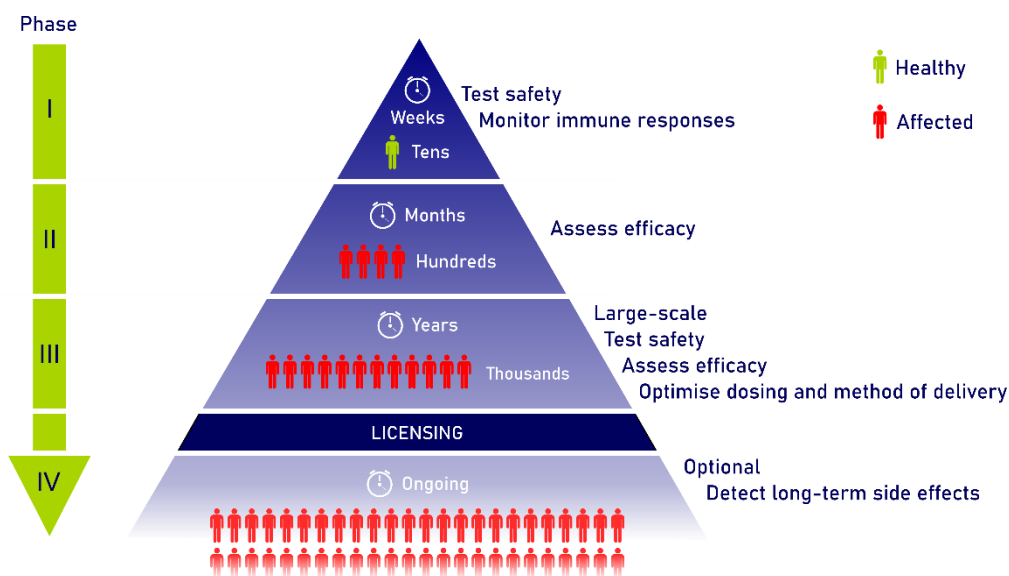 Phase
I
Weeks
Tens
Test safety
Monitor immune responses
Healthy
Affected
II
Months
Hundreds
Assess efficacy
III
Years
Thousands
Large-scale
Test safety
Assess efficacy
Optimise dosing and method of delivery
LICENSING
IV
Ongoing
Optional
Detect long-term side effects